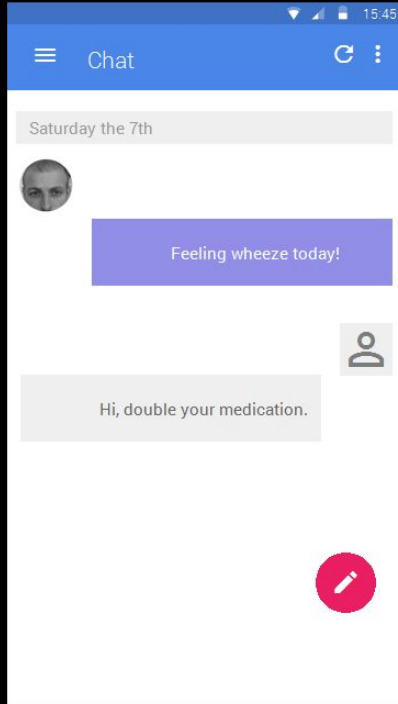 15:45
Chat
Saturday the 7th
Feeling wheeze today!
Hi, double your medication.